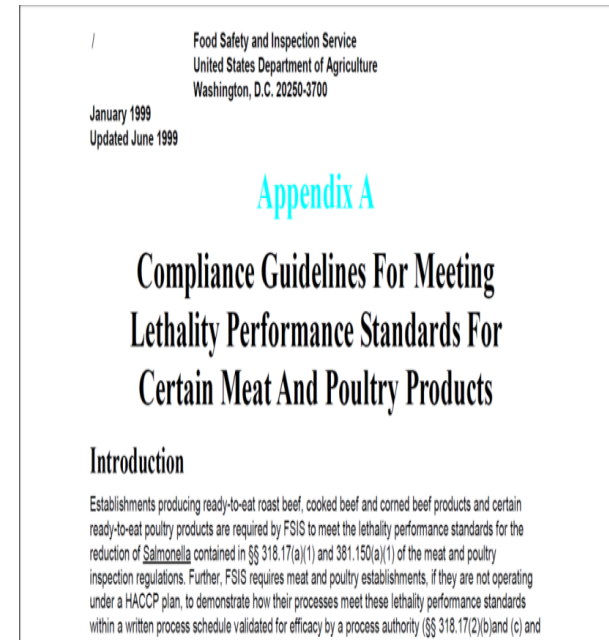 / Food Safety and Inspection Service
United States Department of Agriculture
Washington, D.C. 20250-3700
January 1999
Updated June 1999
Appendix A
Compliance Guidelines For Meeting
Lethality Performance Standards For
Certain Meat And Poultry Products
Introduction
Establishments producing ready-to-eat roast beef, cooked beef and corned beef products and certain
ready-to-eat poultry products are required by FSIS to meet the lethality performance standards for the
reduction of Salmonella contained in §§ 318.17(a)(1) and 381.150(a)(1) of the meat and poultry
inspection regulations. Further, FSIS requires meat and poultry establishments, if they are not operating
under a HACCP plan, to demonstrate how their processes meet these lethality performance standards
within a written process schedule validated for efficacy by a process authority (§§ 318.17(2)(b)and (c) and